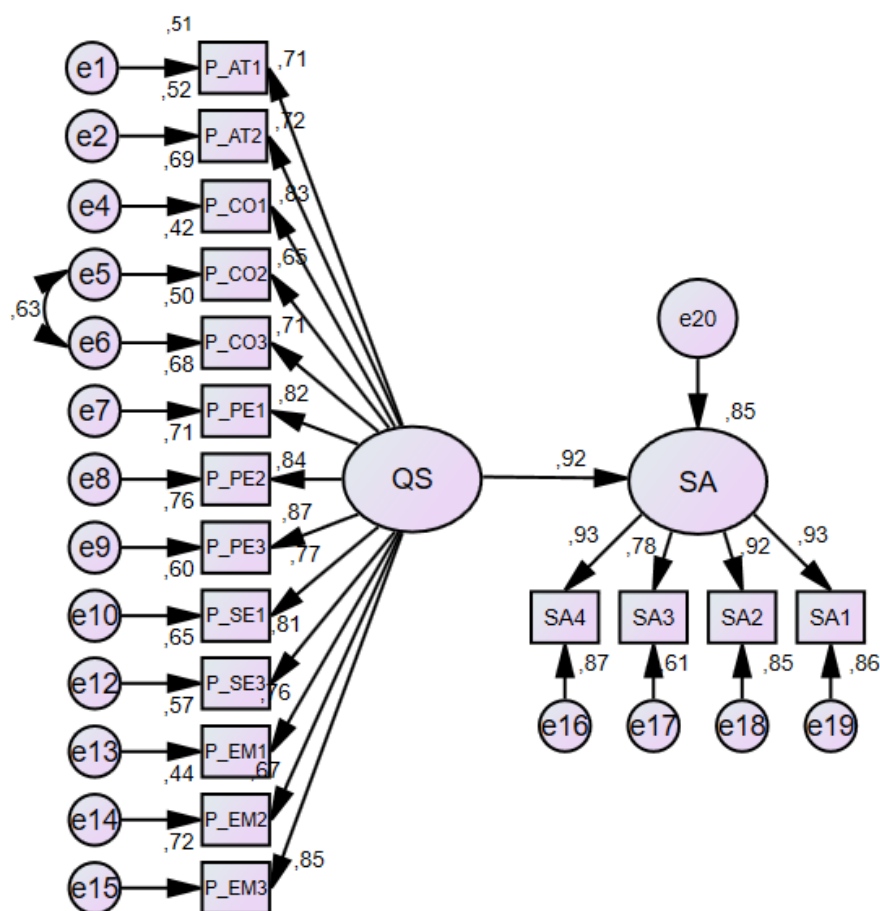 ,51
e1 P_AT1 ,71
,52
e2 P_AT2 ,72
,69
e4 P_CO1 ,83
,42
e5 P_CO2 ,65
,50
,63
e6 P_CO3 ,71
,68
e7 P_PE1 ,82
,71
e8 P_PE2 ,84
,76
e9 P_PE3 ,87
,60
e10 P_SE1 ,77
,65
e12 P_SE3 ,81
,57
e13 P_EM1 ,76
,44
e14 P_EM2 ,67
,72
e15 P_EM3 ,85
QS
,92
e20
,85
SA
,93 ,78 ,92 ,93
SA4 SA3 SA2 SA1
,87 ,61 ,85 ,86
e16 e17 e18 e19